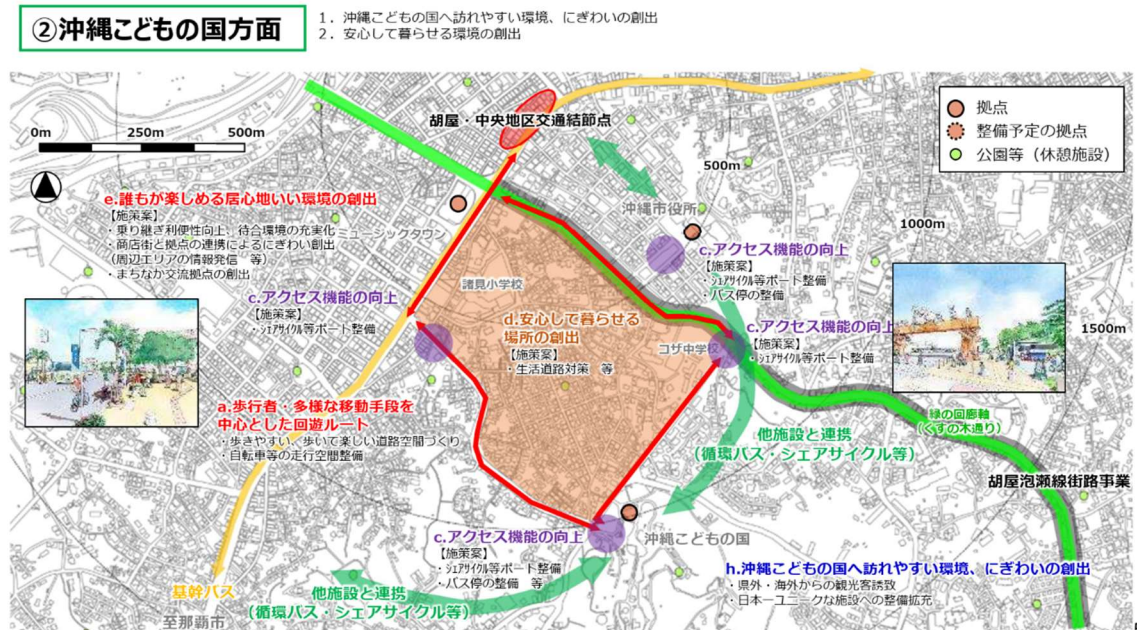 ②沖縄こどもの国方面
1．沖縄こどもの国へ訪れやすい環境、にぎわいの創出
2．安心して暮らせる環境の創出
0m 250m 500m
胡屋・中央地区交通結節点
拠点
整備予定の拠点
公園等（休憩施設）
500m
1000m
1500m
e.誰もが楽しめる居心地いい環境の創出
【施策案】
・乗り継ぎ利便性向上、待合環境の充実化
・商店街と拠点の連携によるにぎわい創出
（周辺エリアの情報発信　等）
・まちなか交流拠点の創出
ミュージックタウン
沖縄市役所
c.アクセス機能の向上
【施策案】
・ｼｪｱｻｲｸﾙ等ポート整備
・バス停の整備
諸見小学校
c.アクセス機能の向上
【施策案】
・ｼｪｱｻｲｸﾙ等ポート整備
d.安心して暮らせる
場所の創出
【施策案】
・生活道路対策　等
コザ中学校
c.アクセス機能の向上
【施策案】
・ｼｪｱｻｲｸﾙ等ポート整備
a.歩行者・多様な移動手段を
中心とした回遊ルート
・歩きやすい、歩いて楽しい道路空間づくり
・自転車等の走行空間整備
他施設と連携
（循環バス・シェアサイクル等）
緑の回廊軸
（くすの木通り）
胡屋泡瀬線街路事業
c.アクセス機能の向上
【施策案】
・ｼｪｱｻｲｸﾙ等ポート整備
・バス停の整備　等
沖縄こどもの国
h.沖縄こどもの国へ訪れやすい環境、にぎわいの創出
・県外・海外からの観光客誘致
・日本一ユニークな施設への整備拡充
基幹バス
至那覇市
他施設と連携
（循環バス・シェアサイクル等）